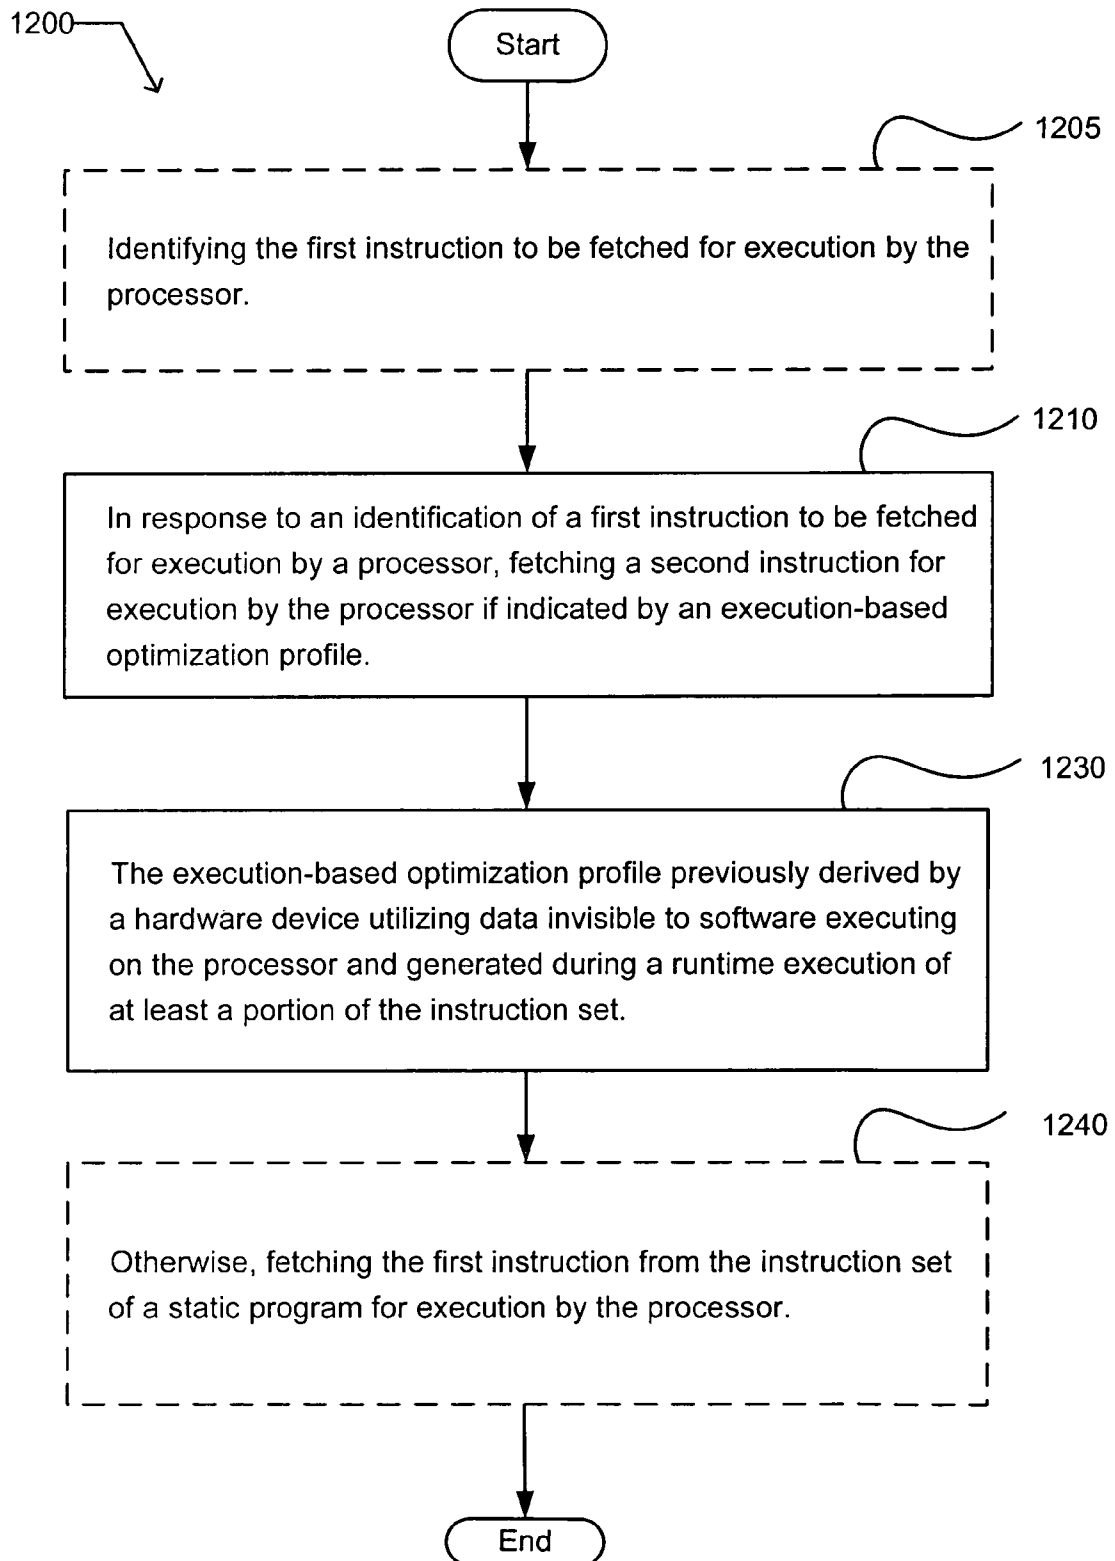 1200
Start
1205
Identifying the first instruction to be fetched for execution by the
processor.
1210
In response to an identification of a first instruction to be fetched
for execution by a processor, fetching a second instruction for
execution by the processor if indicated by an execution-based
optimization profile.
1230
The execution-based optimization profile previously derived by
a hardware device utilizing data invisible to software executing
on the processor and generated during a runtime execution of
at least a portion of the instruction set.
1240
Otherwise, fetching the first instruction from the instruction set
of a static program for execution by the processor.
End